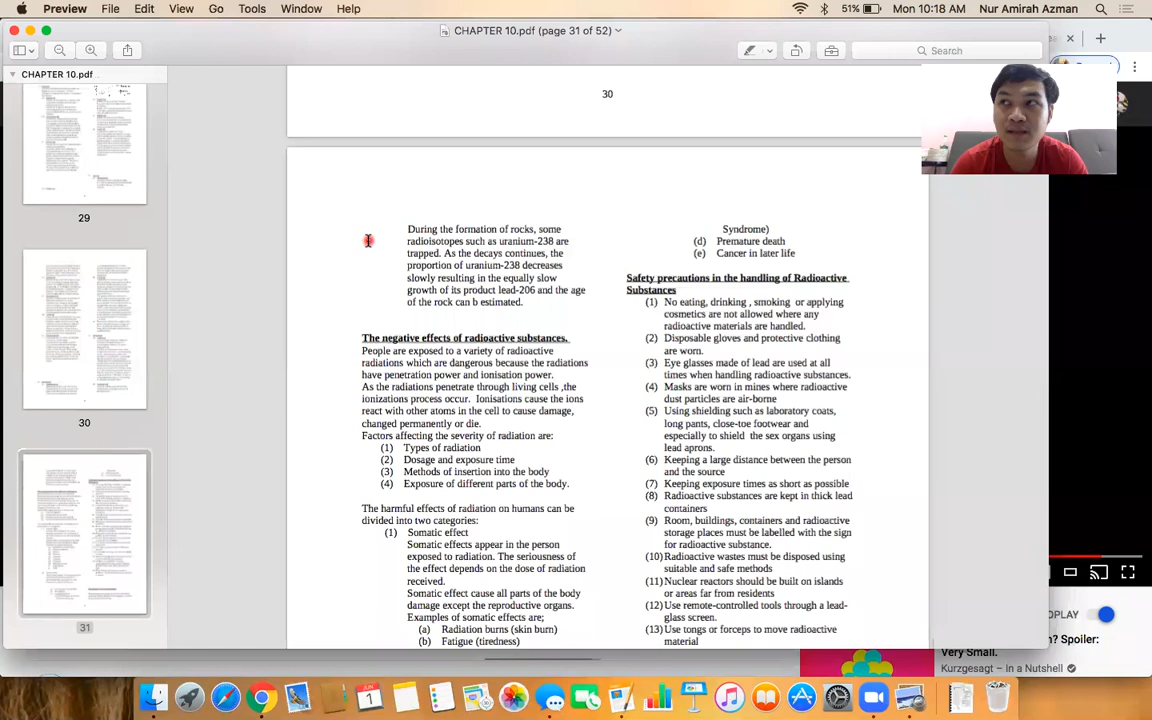 Preview File Edit View Go Tools Window Help
51% Mon 10:18 AM Nur Amirah Azman
CHAPTER 10.pdf (page 31 of 52)
Search
CHAPTER 10.pdf
29
30
31
30
During the formation of rocks, some
radioisotopes such as uranium-238 are
trapped. As the decays continues, the
proportion of uranium-238 decreases
slowly resulting in the equally slow
growth of its product lead-206 and the age
of the rock can b estimated.
The negative effects of radioactive substances.
People are exposed to a variety of radioactive
radiations which are dangerous because the radiations
have penetration power and ionisation power.
As the radiations penetrate through living cells ,the
ionizations process occur. Ionisations cause the ions
react with other atoms in the cell to cause damage,
changed permanently or die.
Factors affecting the severity of radiation are:
(1) Types of radiation
(2) Dosage and exposure time
(3) Methods of insertion into the body
(4) Exposure of different parts of the body.
The harmful effects of radiation on humans can be
divided into two categories:
(1) Somatic effect
Somatic effects appear in the person
exposed to radiation. The seriousness of
the effect depends on the dose of radiation
received.
Somatic effect cause all parts of the body
damage except the reproductive organs.
Examples of somatic effects are;
(a) Radiation burns (skin burn)
(b) Fatigue (tiredness)
Syndrome)
(d) Premature death
(e) Cancer in later life
Safety precautions in the handling of Radioactive
Substances
(1) No eating, drinking , smoking or applying
cosmetics are not allowed where any
radioactive materials are handled.
(2) Disposable gloves and protective clothing
are worn.
(3) Eye glasses made of lead are used at all
times when handling radioactive substances.
(4) Masks are worn in mines where radioactive
dust particles are air-borne
(5) Using shielding such as laboratory coats,
long pants, close-toe footwear and
especially to shield the sex organs using
lead aprons.
(6) Keeping a large distance between the person
and the source
(7) Keeping exposure times as short as possible
(8) Radioactive substances are kept in thick lead
containers
(9) Room, buildings, containers and radioactive
storage places must be labelled with the sign
for radioactive substance.
(10) Radioactive wastes must be disposed using
suitable and safe methods
(11) Nuclear reactors should be built on islands
or areas far from residents
(12) Use remote-controlled tools through a lead-
glass screen.
(13) Use tongs or forceps to move radioactive
material
OPLAY
? Spoiler:
Very Small.
Kurzgesagt – In a Nutshell
JUN
1